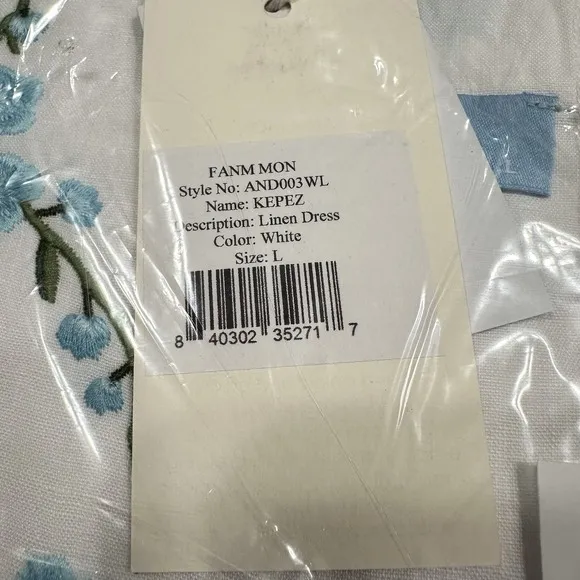 FANM MON
Style No: AND003WL
Name: KEPEZ
Description: Linen Dress
Color: White
Size: L
8 40302 35271 7
L